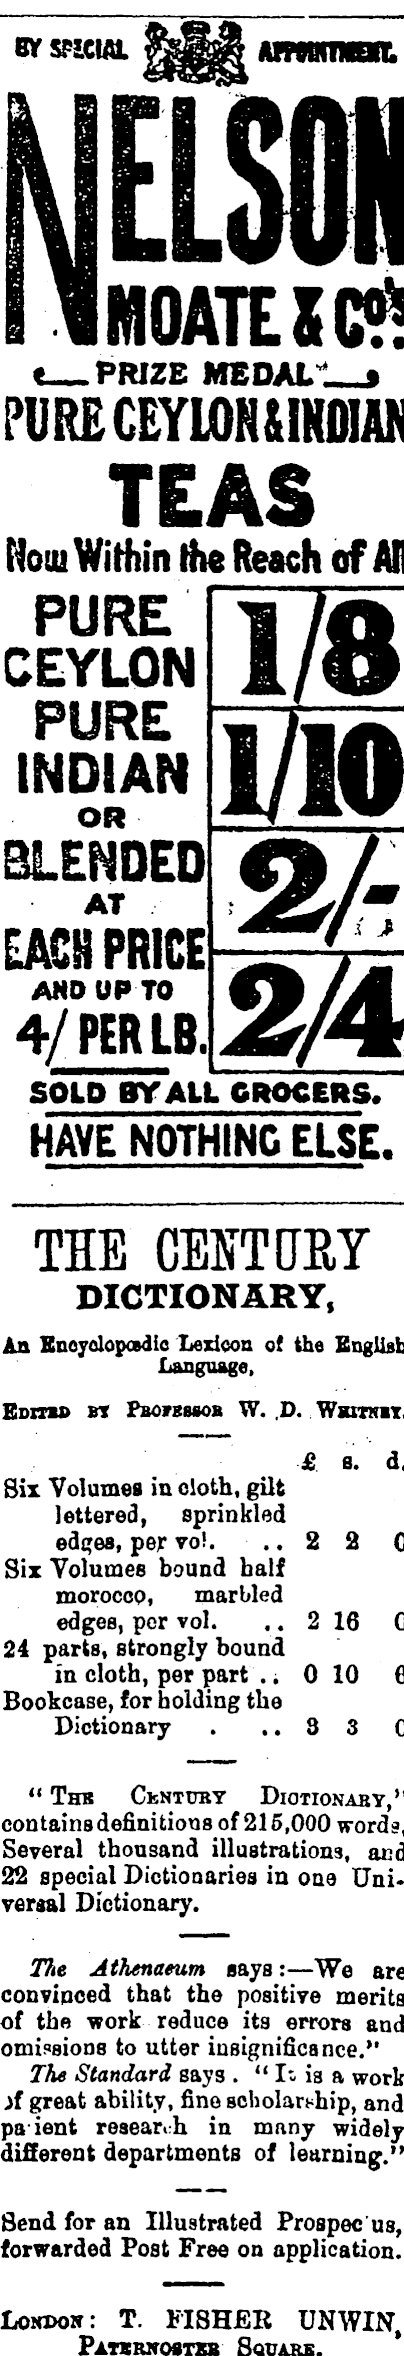 BY SPECIAL APPOINTMENT.
NELSON
MOATE & Co.'s
PRIZE MEDAL
PURE CEYLON & INDIAN
TEAS
Now Within the Reach of All
PURE
CEYLON
1/8
PURE
INDIAN
1/10
OR
BLENDED
AT
2/-
EACH PRICE
AND UP TO
4/ PER LB.
2/4
SOLD BY ALL GROCERS.
HAVE NOTHING ELSE.
THE CENTURY
DICTIONARY,
An Encyclopædic Lexicon of the English
Language,
EDITED BY PROFESSOR W. D. WHITNEY.
£ s. d.
Six Volumes in cloth, gilt
lettered, sprinkled
edges, per vol. .. 2 2 0
Six Volumes bound half
morocco, marbled
edges, per vol. .. 2 16 0
24 parts, strongly bound
in cloth, per part .. 0 10 6
Bookcase, for holding the
Dictionary . .. 3 3 0
"THE CENTURY DICTIONARY,"
contains definitions of 215,000 words,
Several thousand illustrations, and
22 special Dictionaries in one Uni-
versal Dictionary.
The Athenaeum says:—We are
convinced that the positive merits
of the work reduce its errors and
omissions to utter insignificance."
The Standard says. "It is a work
of great ability, fine scholarship, and
patient research in many widely
different departments of learning."
Send for an Illustrated Prospectus,
forwarded Post Free on application.
LONDON: T. FISHER UNWIN,
PATERNOSTER SQUARE.